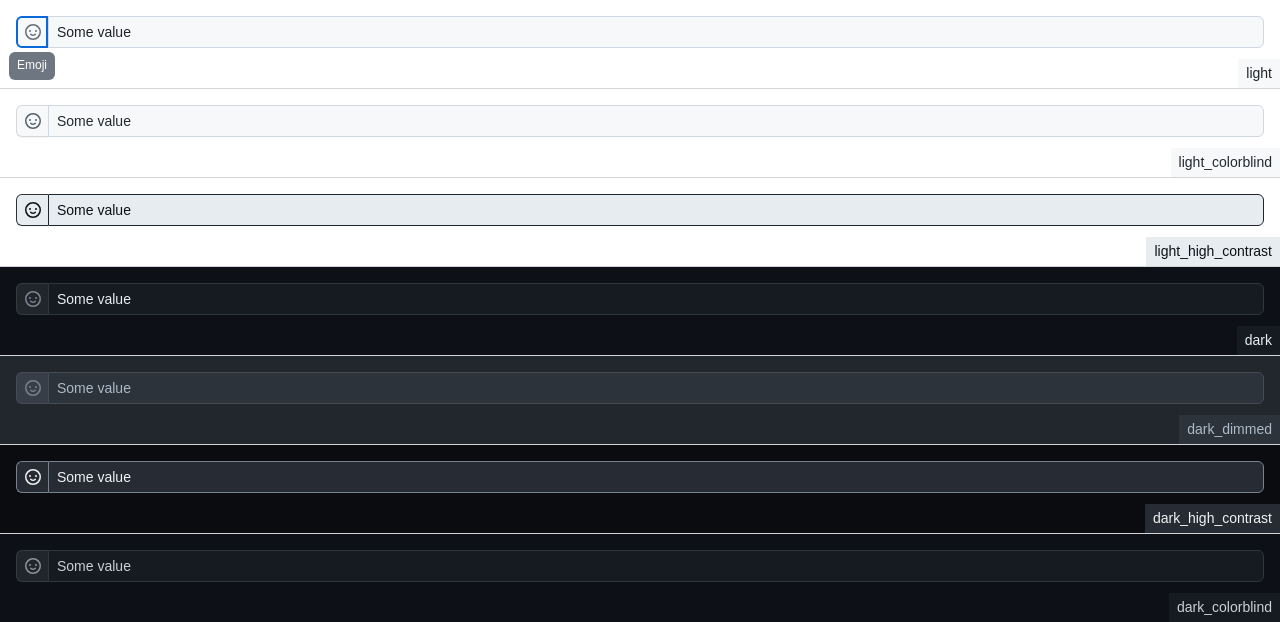 Some value
Emoji
light
Some value
light_colorblind
Some value
light_high_contrast
Some value
dark
Some value
dark_dimmed
Some value
dark_high_contrast
Some value
dark_colorblind